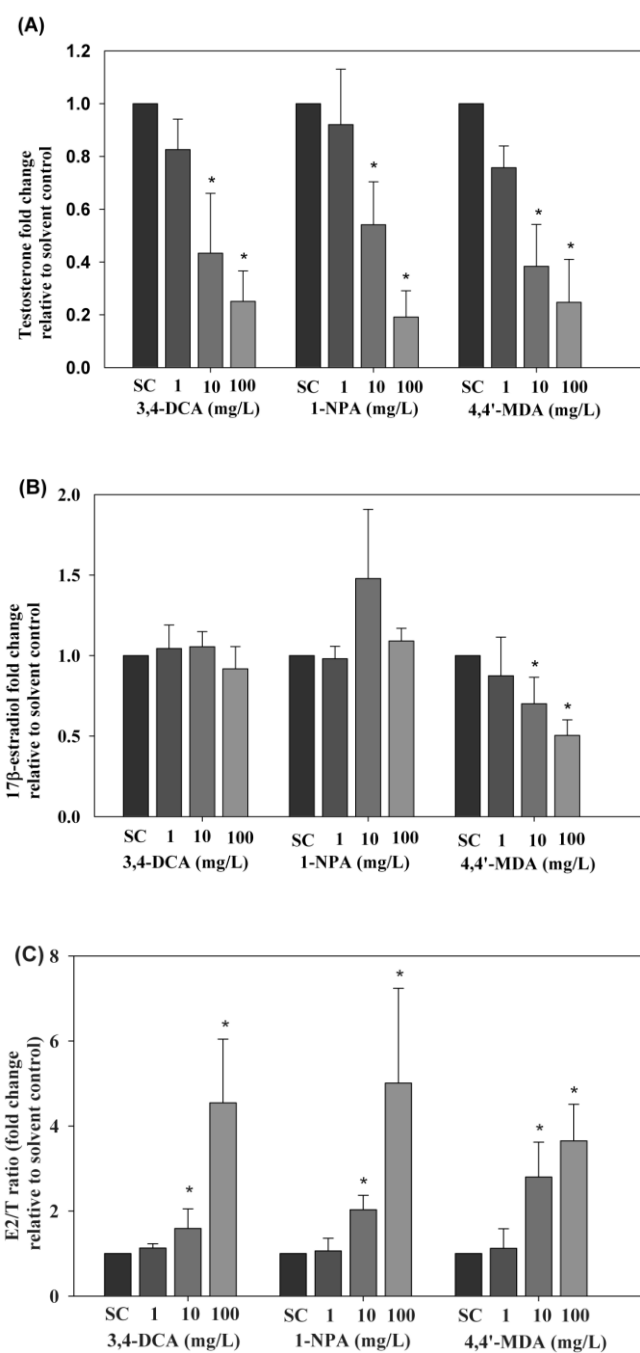 (A)
Testosterone fold change
relative to solvent control
1.2
1.0
0.8
0.6
0.4
0.2
0.0
* * * * * *
SC 1 10 100 SC 1 10 100 SC 1 10 100
3,4-DCA (mg/L) 1-NPA (mg/L) 4,4'-MDA (mg/L)
(B)
17β-estradiol fold change
relative to solvent control
2.0
1.5
1.0
0.5
0.0
* *
SC 1 10 100 SC 1 10 100 SC 1 10 100
3,4-DCA (mg/L) 1-NPA (mg/L) 4,4'-MDA (mg/L)
(C)
E2/T ratio (fold change
relative to solvent control)
8
6
4
2
0
* * * * * *
SC 1 10 100 SC 1 10 100 SC 1 10 100
3,4-DCA (mg/L) 1-NPA (mg/L) 4,4'-MDA (mg/L)